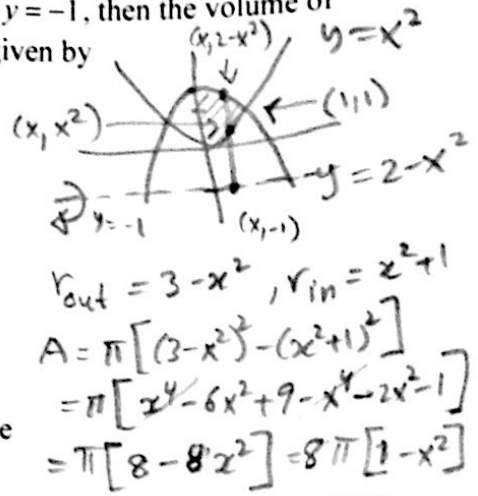 y = −1, then the volume of
iven by
(x, 2-x²)
y = x²
(x, x²)
(1,1)
y = 2-x²
y = -1
(x,-1)
r_out = 3-x², r_in = x²+1
A = π[(3-x²)²-(x²+1)²]
= π[x⁴-6x²+9-x⁴-2x²-1]
e
= π[8-8x²] = 8π[1-x²]